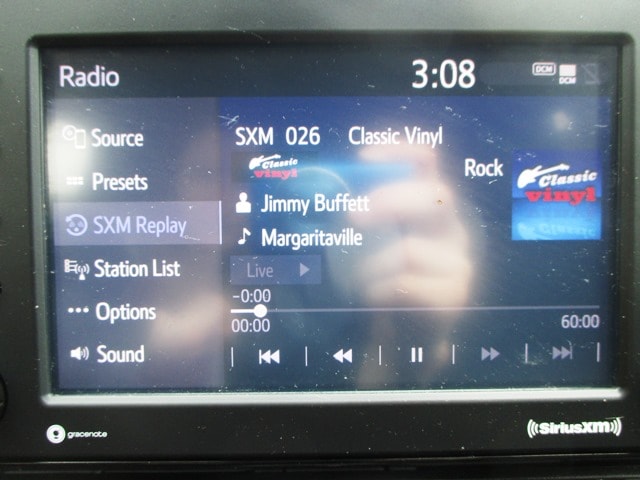 Radio 3:08 DCM DCM
Source
Presets
SXM Replay
Station List
Options
Sound
SXM 026 Classic Vinyl
Classic vinyl
Rock
Classic vinyl
Jimmy Buffett
Margaritaville
Live
-0:00
00:00 60:00
gracenote
((SiriusXM))